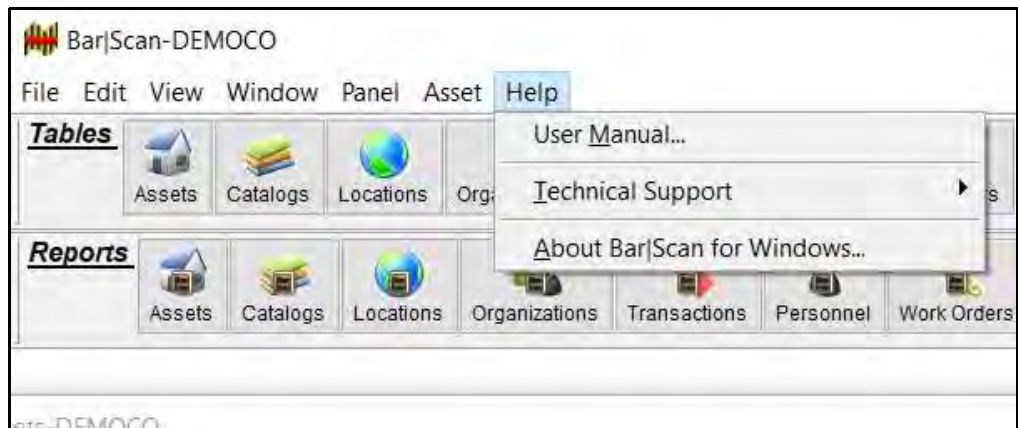 Bar|Scan-DEMOCO
File Edit View Window Panel Asset Help
User Manual...
Technical Support
About Bar|Scan for Windows...
Tables
Assets Catalogs Locations
Reports
Assets Catalogs Locations Organizations Transactions Personnel Work Orders